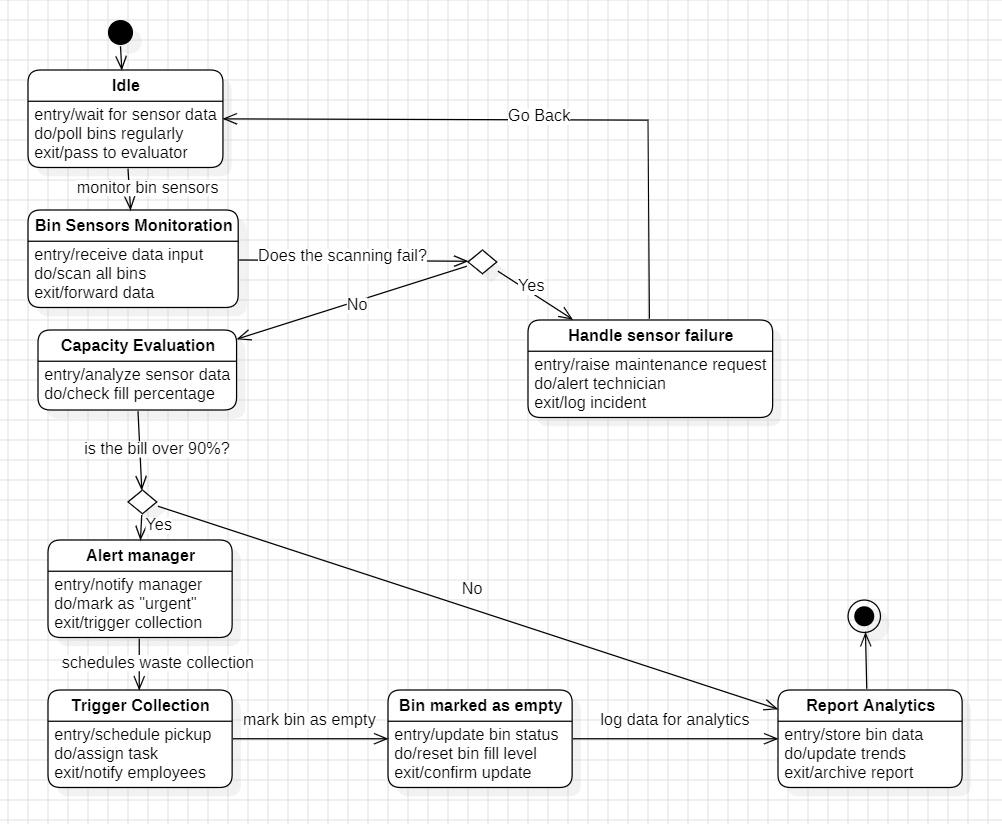 Idle
entry/wait for sensor data
do/poll bins regularly
exit/pass to evaluator
Go Back
monitor bin sensors
Bin Sensors Monitoration
entry/receive data input
do/scan all bins
exit/forward data
Does the scanning fail?
Yes
No
Handle sensor failure
entry/raise maintenance request
do/alert technician
exit/log incident
Capacity Evaluation
entry/analyze sensor data
do/check fill percentage
is the bill over 90%?
Yes
No
Alert manager
entry/notify manager
do/mark as "urgent"
exit/trigger collection
schedules waste collection
Trigger Collection
entry/schedule pickup
do/assign task
exit/notify employees
mark bin as empty
Bin marked as empty
entry/update bin status
do/reset bin fill level
exit/confirm update
log data for analytics
Report Analytics
entry/store bin data
do/update trends
exit/archive report